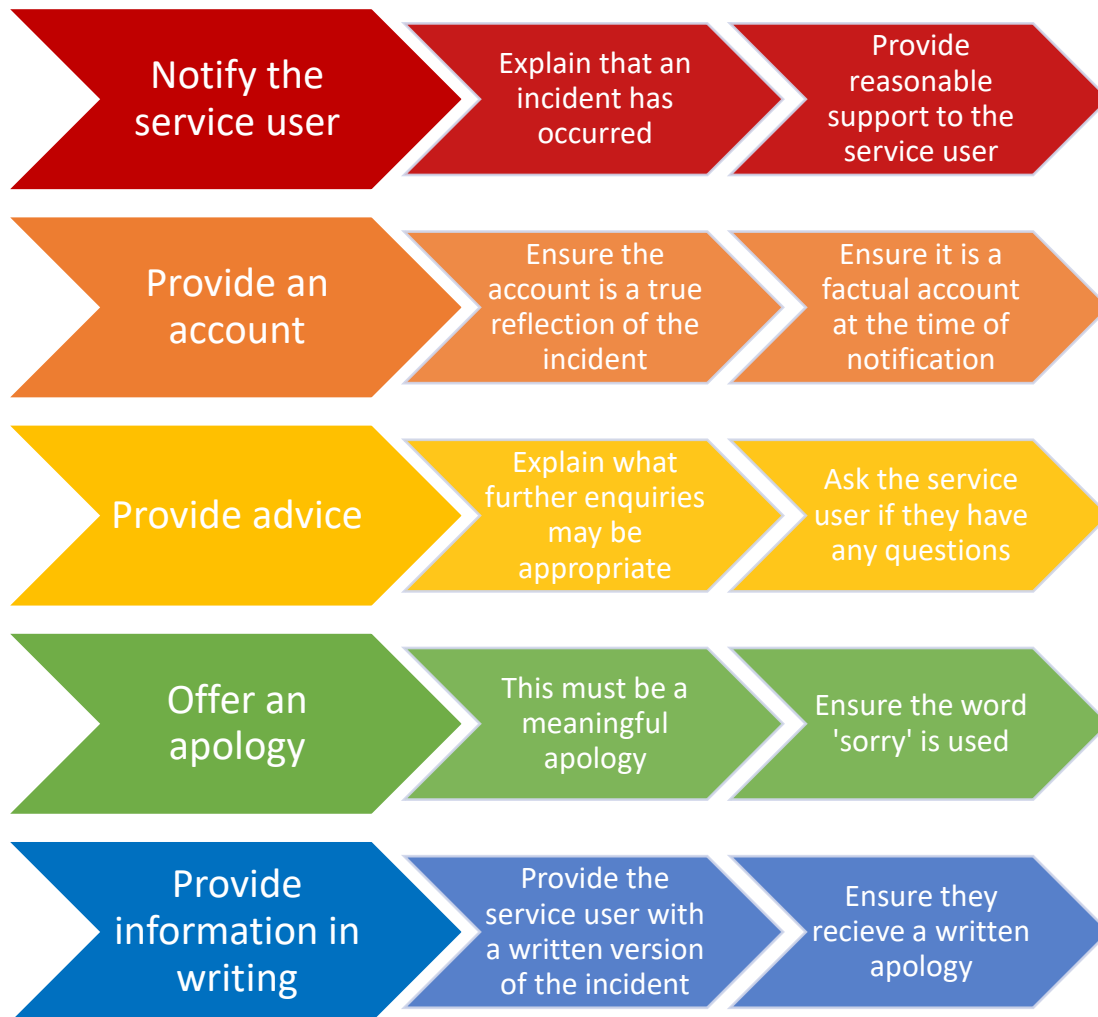 Notify the
service user
Explain that an
incident has
occurred
Provide
reasonable
support to the
service user
Provide an
account
Ensure the
account is a true
reflection of the
incident
Ensure it is a
factual account
at the time of
notification
Provide advice
Explain what
further enquiries
may be
appropriate
Ask the service
user if they have
any questions
Offer an
apology
This must be a
meaningful
apology
Ensure the word
'sorry' is used
Provide
information in
writing
Provide the
service user with
a written version
of the incident
Ensure they
recieve a written
apology